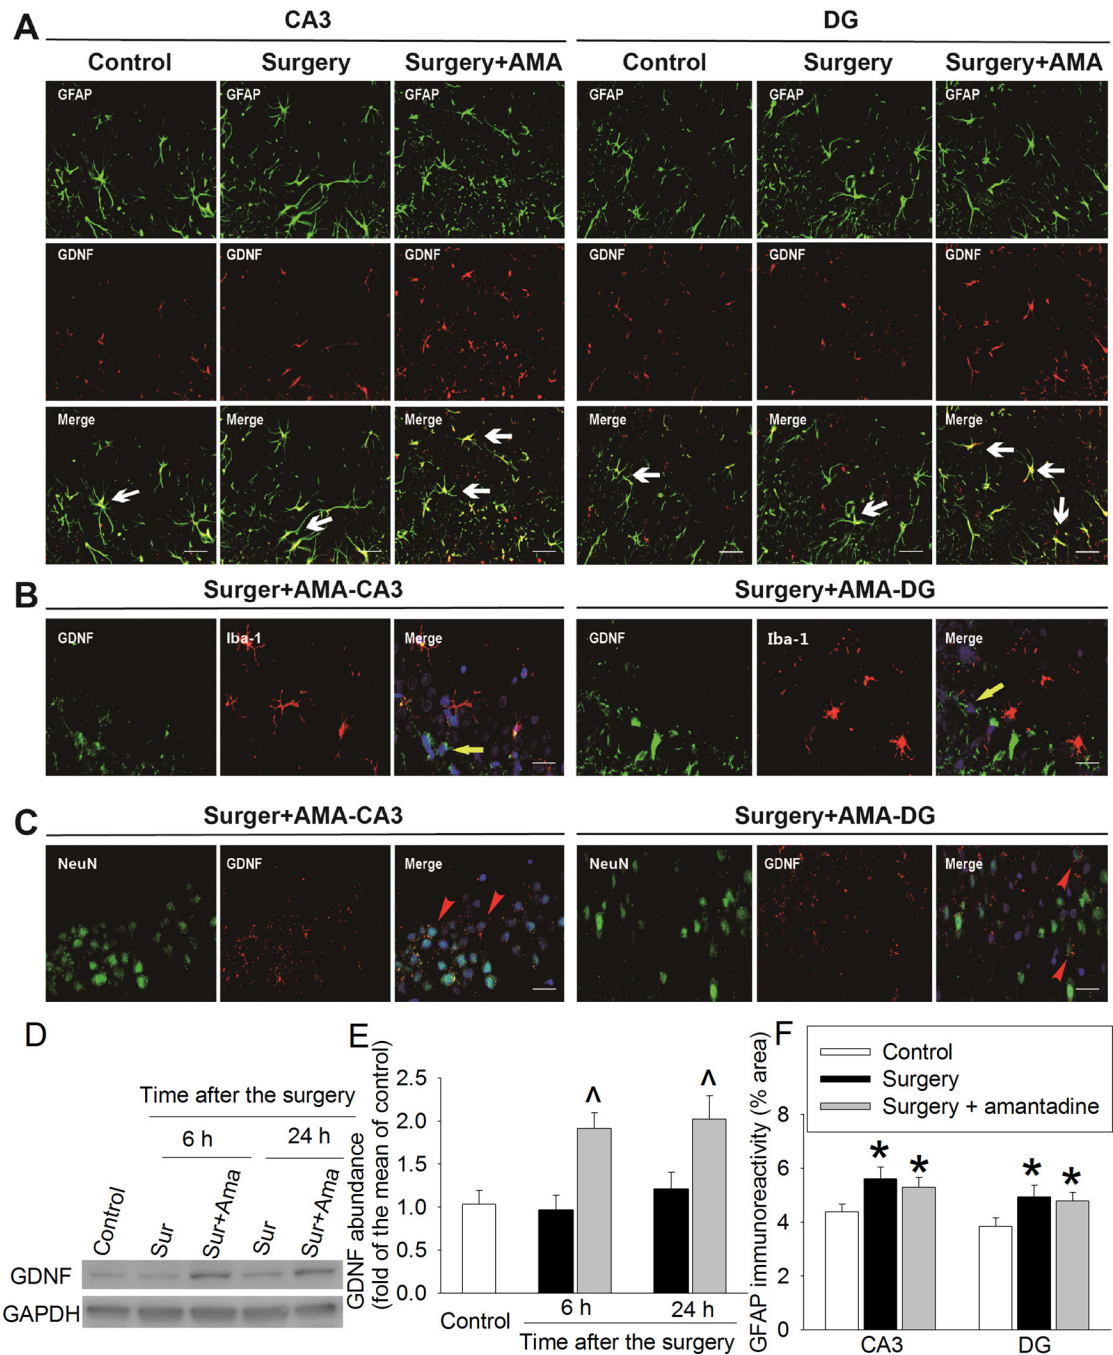 A
CA3
DG
Control
Surgery
Surgery+AMA
Control
Surgery
Surgery+AMA
GFAP
GFAP
GFAP
GFAP
GFAP
GFAP
GDNF
GDNF
GDNF
GDNF
GDNF
GDNF
Merge
Merge
Merge
Merge
Merge
Merge
B
Surger+AMA-CA3
Surgery+AMA-DG
GDNF
Iba-1
Merge
GDNF
Iba-1
Merge
C
Surger+AMA-CA3
Surgery+AMA-DG
NeuN
GDNF
Merge
NeuN
GDNF
Merge
D
Time after the surgery
6 h
24 h
Control
Sur
Sur+Ama
Sur
Sur+Ama
GDNF
GAPDH
E
GDNF abundance
(fold of the mean of control)
2.5
2.0
1.5
1.0
0.5
0.0
^
^
Control
6 h
24 h
Time after the surgery
F
Control
Surgery
Surgery + amantadine
GFAP immunoreactivity (% area)
8
6
4
2
0
*
*
*
*
CA3
DG